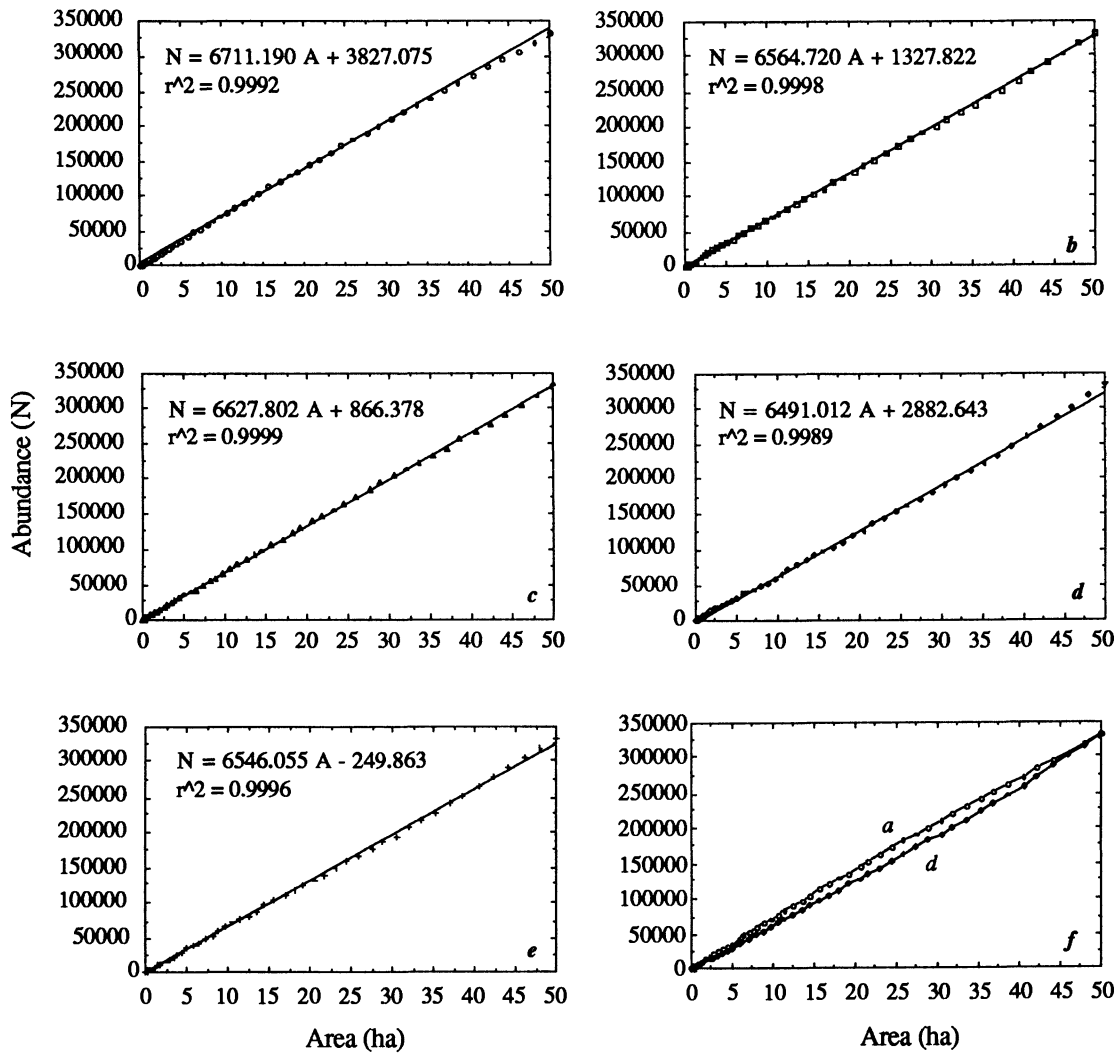 350000
300000
250000
200000
150000
100000
50000
0
N = 6711.190 A + 3827.075
r^2 = 0.9992
0 5 10 15 20 25 30 35 40 45 50
350000
300000
250000
200000
150000
100000
50000
0
N = 6564.720 A + 1327.822
r^2 = 0.9998
b
0 5 10 15 20 25 30 35 40 45 50
Abundance (N)
350000
300000
250000
200000
150000
100000
50000
0
N = 6627.802 A + 866.378
r^2 = 0.9999
c
0 5 10 15 20 25 30 35 40 45 50
350000
300000
250000
200000
150000
100000
50000
0
N = 6491.012 A + 2882.643
r^2 = 0.9989
d
0 5 10 15 20 25 30 35 40 45 50
350000
300000
250000
200000
150000
100000
50000
0
N = 6546.055 A - 249.863
r^2 = 0.9996
e
0 5 10 15 20 25 30 35 40 45 50
Area (ha)
350000
300000
250000
200000
150000
100000
50000
0
a
d
f
0 5 10 15 20 25 30 35 40 45 50
Area (ha)